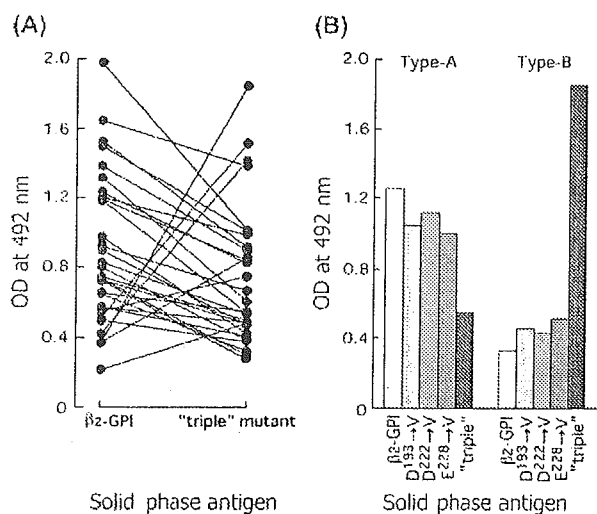 (A)
OD at 492 nm
2.0
1.6
1.2
0.8
0.4
0
β2-GPI
"triple" mutant
Solid phase antigen
(B)
Type-A
Type-B
OD at 492 nm
2.0
1.6
1.2
0.8
0.4
0
β2-GPI
D193→V
D222→V
E228→V
"triple"
β2-GPI
D193→V
D222→V
E228→V
"triple"
Solid phase antigen